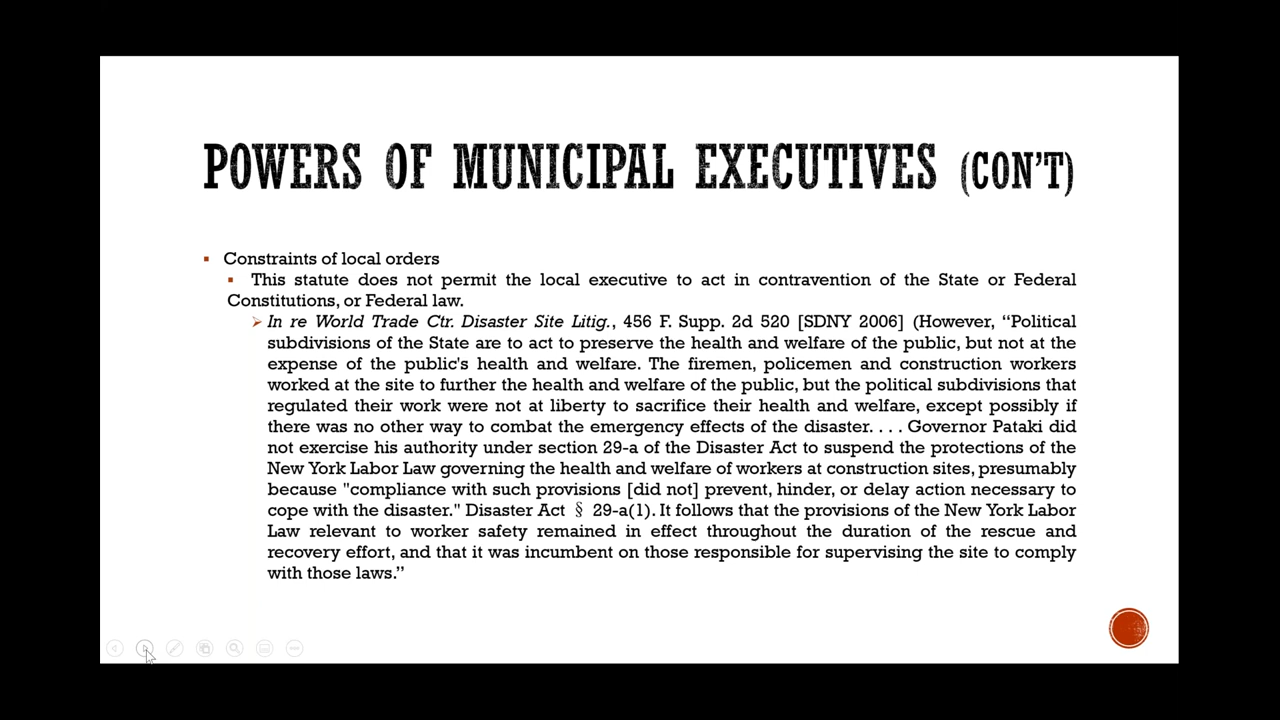 POWERS OF MUNICIPAL EXECUTIVES (CON'T)
Constraints of local orders
This statute does not permit the local executive to act in contravention of the State or Federal
Constitutions, or Federal law.
In re World Trade Ctr. Disaster Site Litig., 456 F. Supp. 2d 520 [SDNY 2006] (However, “Political
subdivisions of the State are to act to preserve the health and welfare of the public, but not at the
expense of the public's health and welfare. The firemen, policemen and construction workers
worked at the site to further the health and welfare of the public, but the political subdivisions that
regulated their work were not at liberty to sacrifice their health and welfare, except possibly if
there was no other way to combat the emergency effects of the disaster. . . . Governor Pataki did
not exercise his authority under section 29-a of the Disaster Act to suspend the protections of the
New York Labor Law governing the health and welfare of workers at construction sites, presumably
because "compliance with such provisions [did not] prevent, hinder, or delay action necessary to
cope with the disaster." Disaster Act § 29-a(1). It follows that the provisions of the New York Labor
Law relevant to worker safety remained in effect throughout the duration of the rescue and
recovery effort, and that it was incumbent on those responsible for supervising the site to comply
with those laws.”